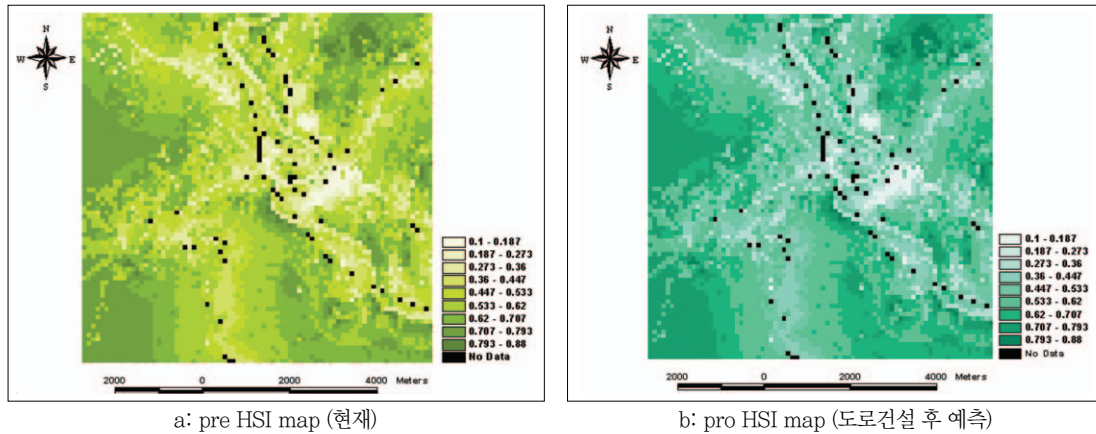 N
W E
S
0.1 - 0.187
0.187 - 0.273
0.273 - 0.36
0.36 - 0.447
0.447 - 0.533
0.533 - 0.62
0.62 - 0.707
0.707 - 0.793
0.793 - 0.88
No Data
2000 0 2000 4000 Meters
a: pre HSI map (현재)
N
W E
S
0.1 - 0.187
0.187 - 0.273
0.273 - 0.36
0.36 - 0.447
0.447 - 0.533
0.533 - 0.62
0.62 - 0.707
0.707 - 0.793
0.793 - 0.88
No Data
2000 0 2000 4000 Meters
b: pro HSI map (도로건설 후 예측)